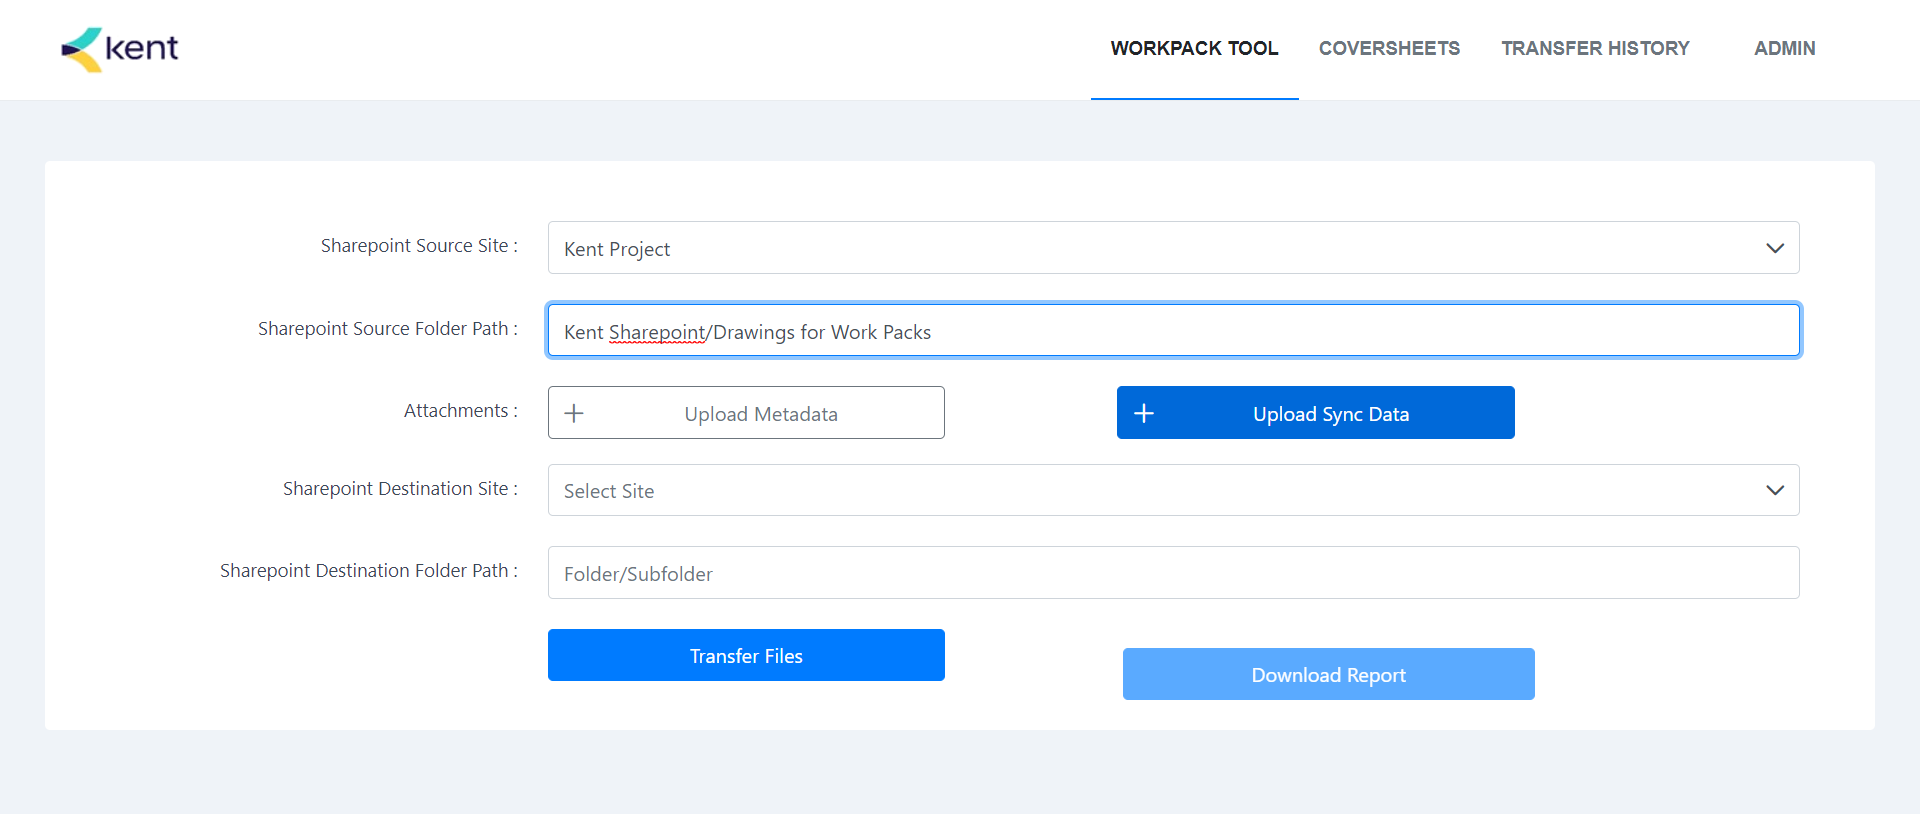 kent
WORKPACK TOOL
COVERSHEETS
TRANSFER HISTORY
ADMIN
Sharepoint Source Site :
Kent Project
Sharepoint Source Folder Path :
Kent Sharepoint/Drawings for Work Packs
Attachments :
Upload Metadata
Upload Sync Data
Sharepoint Destination Site :
Select Site
Sharepoint Destination Folder Path :
Folder/Subfolder
Transfer Files
Download Report